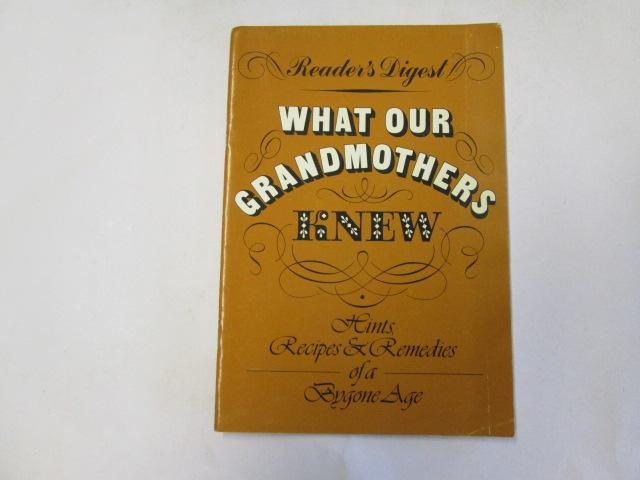 Reader's Digest
WHAT OUR
GRANDMOTHERS
KNEW
Hints,
Recipes & Remedies
of a
Bygone Age